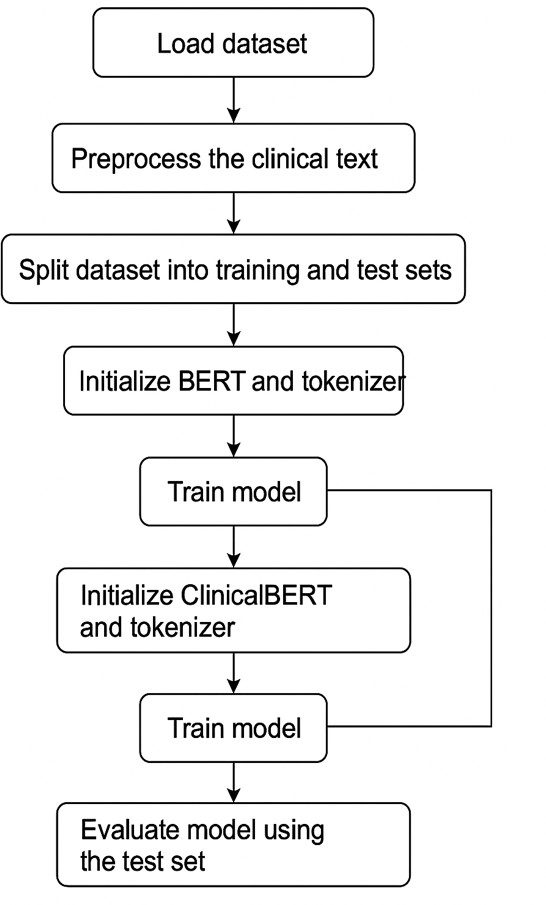 Load dataset
Preprocess the clinical text
Split dataset into training and test sets
Initialize BERT and tokenizer
Train model
Initialize ClinicalBERT
and tokenizer
Train model
Evaluate model using
the test set